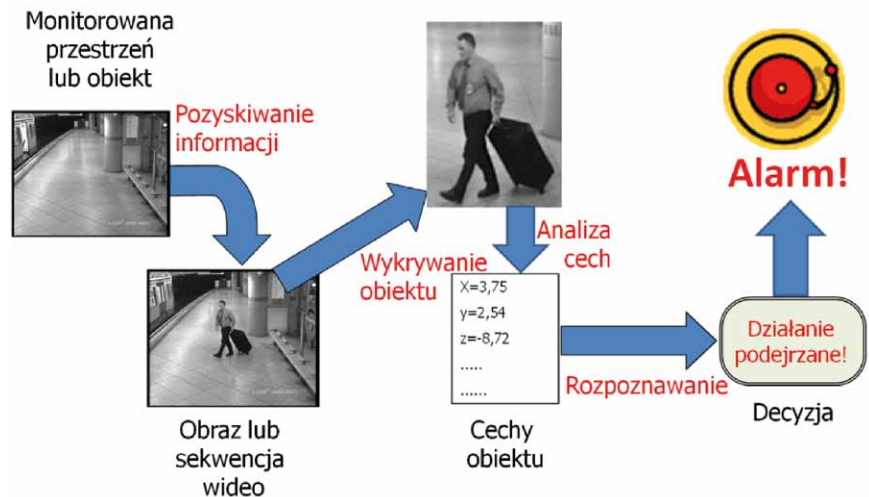 Monitorowana
przestrzeń
lub obiekt
Pozyskiwanie
informacji
Obraz lub
sekwencja
wideo
Wykrywanie
obiektu
Analiza
cech
X=3,75
y=2,54
z=-8,72
.....
......
Cechy
obiektu
Rozpoznawanie
Działanie
podejrzane!
Decyzja
Alarm!